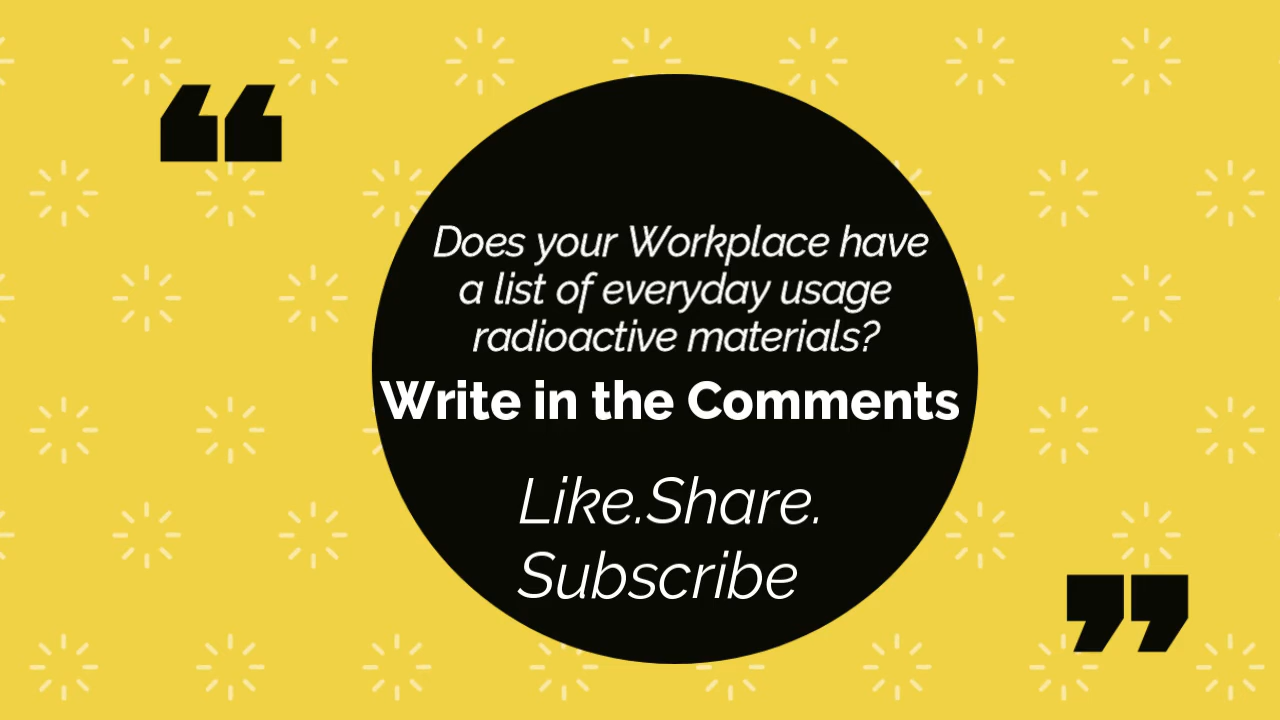 Does your Workplace have
a list of everyday usage
radioactive materials?
Write in the Comments
Like.Share.
Subscribe